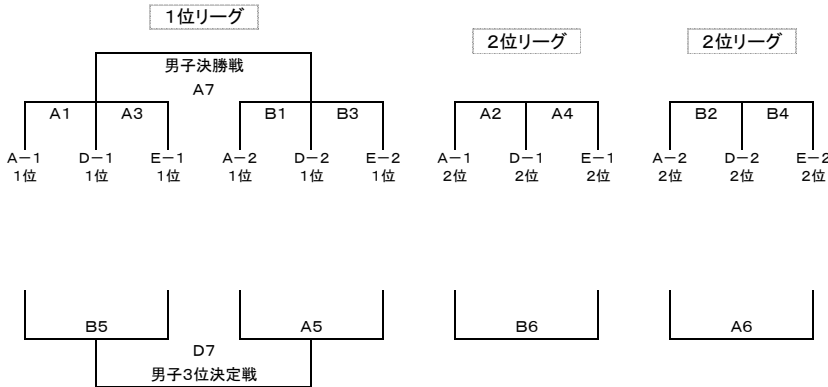 1位リーグ
2位リーグ 2位リーグ
男子決勝戦
A7
A1 A3 B1 B3 A2 A4 B2 B4
A-1 D-1 E-1 A-2 D-2 E-2 A-1 D-1 E-1 A-2 D-2 E-2
1位 1位 1位 1位 1位 1位 2位 2位 2位 2位 2位 2位
B5 A5 B6 A6
D7
男子3位決定戦